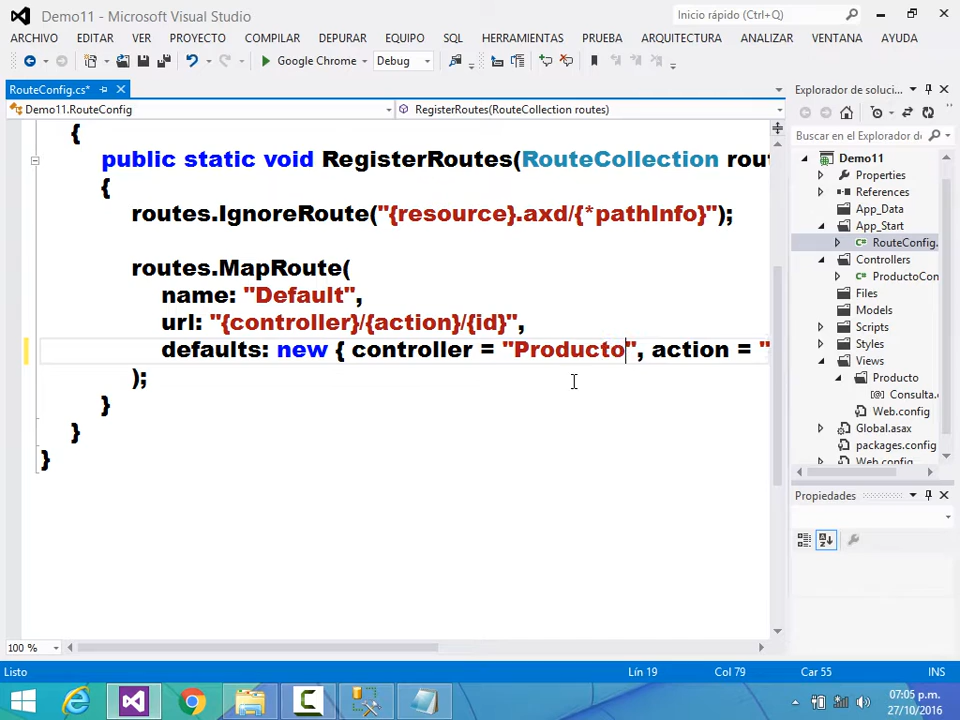 Demo11 - Microsoft Visual Studio
Inicio rápido (Ctrl+Q)
ARCHIVO EDITAR VER PROYECTO COMPILAR DEPURAR EQUIPO SQL HERRAMIENTAS PRUEBA ARQUITECTURA ANALIZAR VENTANA AYUDA
Google Chrome Debug
RouteConfig.cs*
Demo11.RouteConfig
RegisterRoutes(RouteCollection routes)
{
public static void RegisterRoutes(RouteCollection rout
{
routes.IgnoreRoute("{resource}.axd/{*pathInfo}");
routes.MapRoute(
name: "Default",
url: "{controller}/{action}/{id}",
defaults: new { controller = "Producto", action = "
);
}
}
}
100 %
Explorador de soluci...
Buscar en el Explorador de
Demo11
Properties
References
App_Data
App_Start
RouteConfig.
Controllers
ProductoCon
Files
Models
Scripts
Styles
Views
Producto
Consulta.
Web.config
Global.asax
packages.config
Web.config
Propiedades
Listo
Lín 19
Col 79
Car 55
INS
07:05 p.m.
27/10/2016